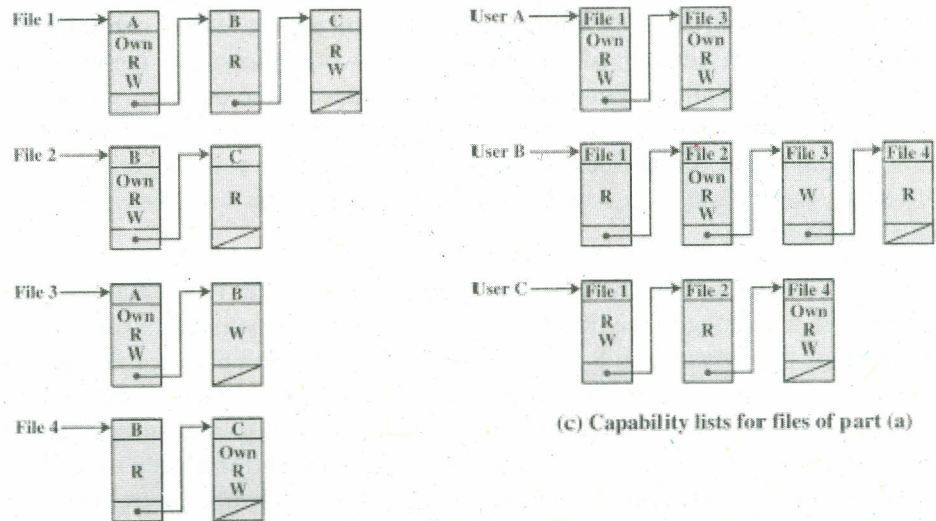 File 1
A
Own
R
W
B
R
C
R
W
File 2
B
Own
R
W
C
R
File 3
A
Own
R
W
B
W
File 4
B
R
C
Own
R
W
User A
File 1
Own
R
W
File 3
Own
R
W
User B
File 1
R
File 2
Own
R
W
File 3
W
File 4
R
User C
File 1
R
W
File 2
R
File 4
Own
R
W
(c) Capability lists for files of part (a)